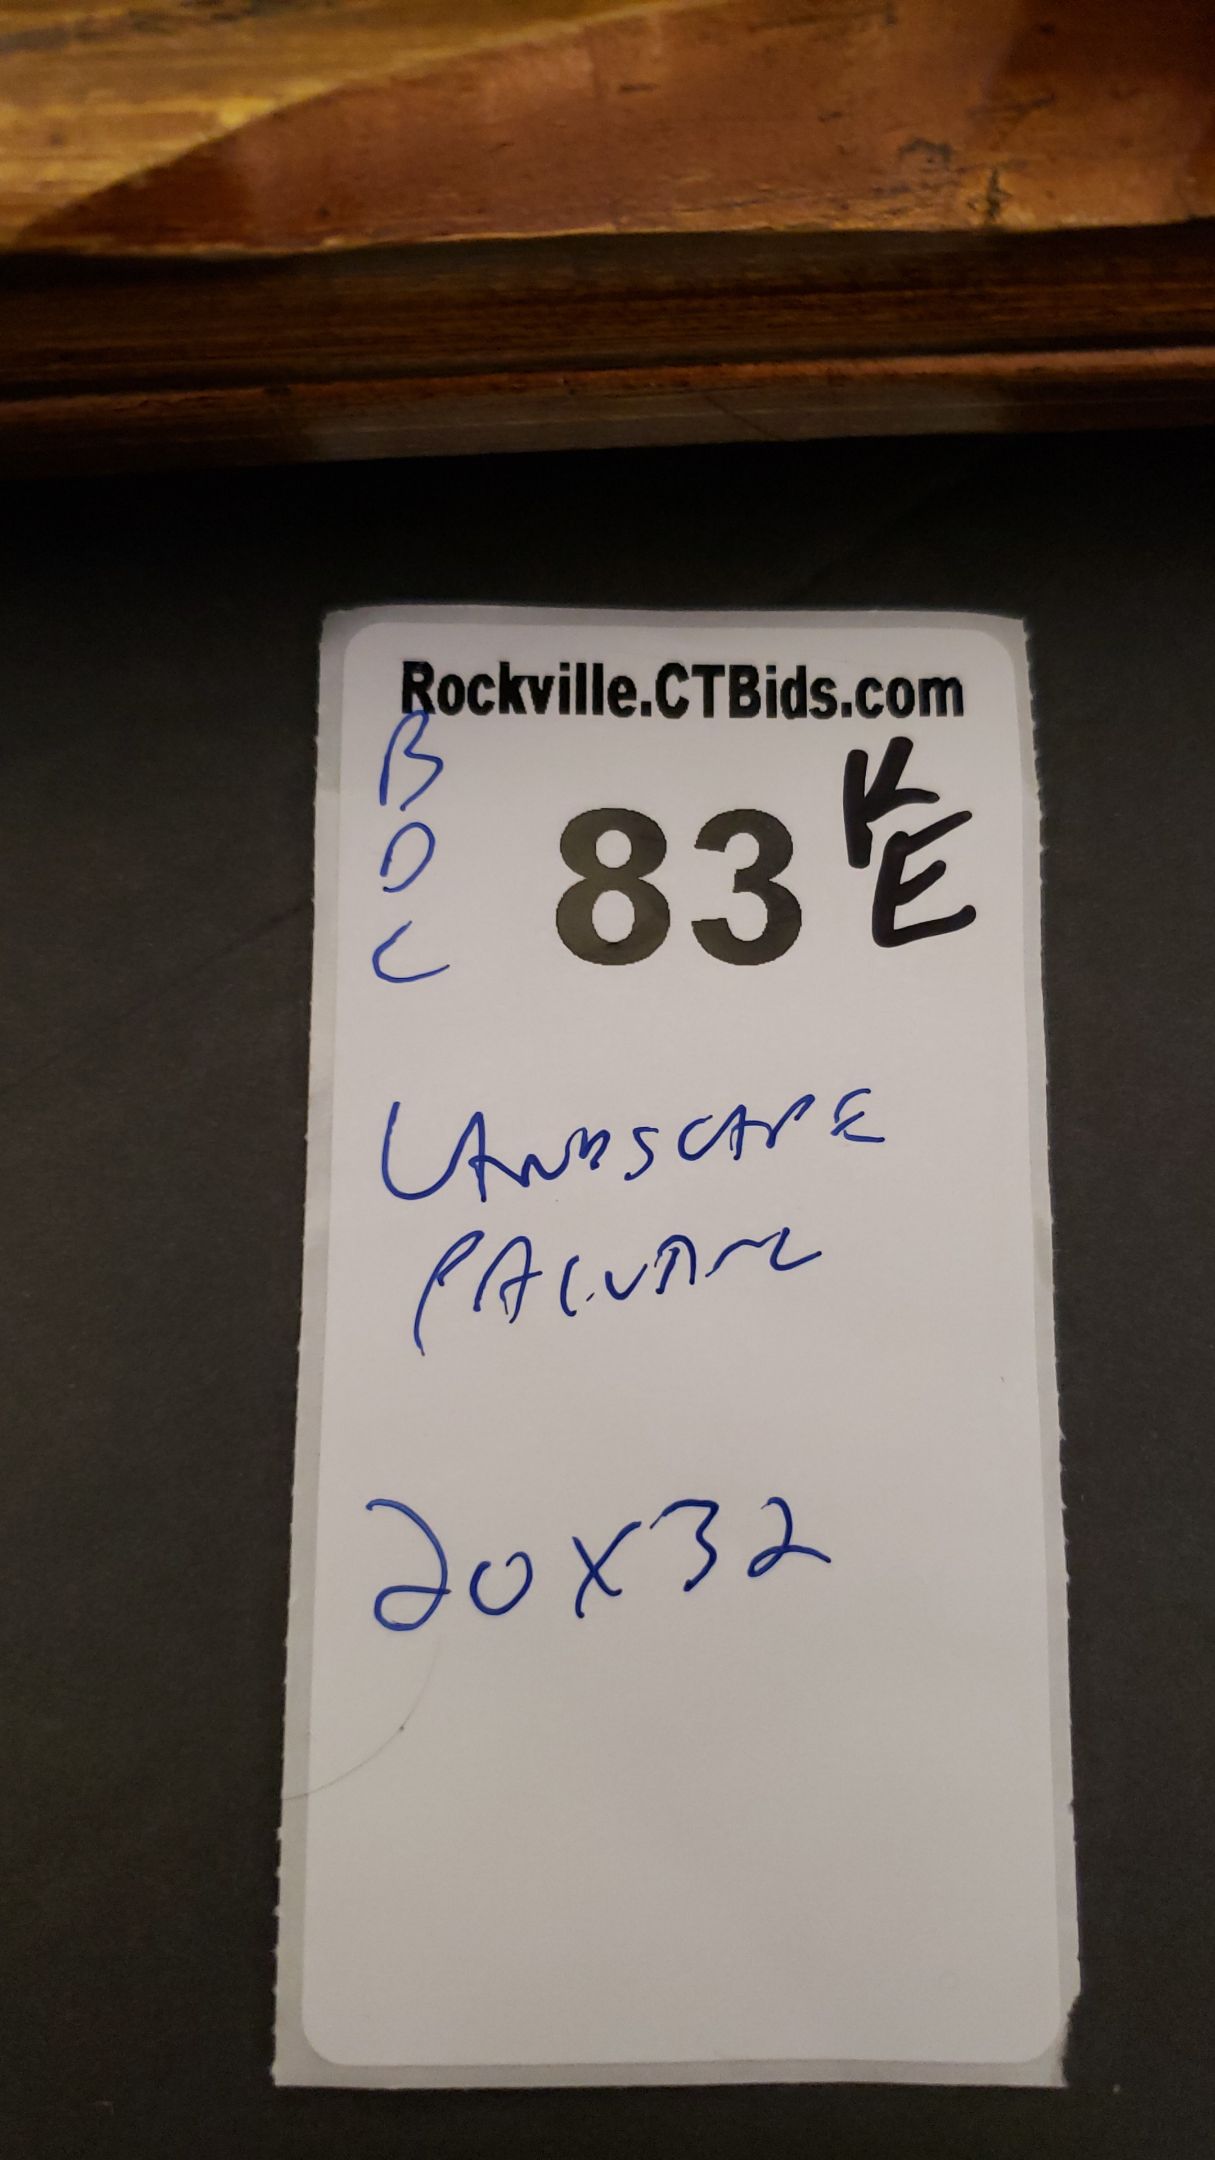 Rockville.CTBids.com
B
D
C
83
KE
LANDSCAPE
20x32